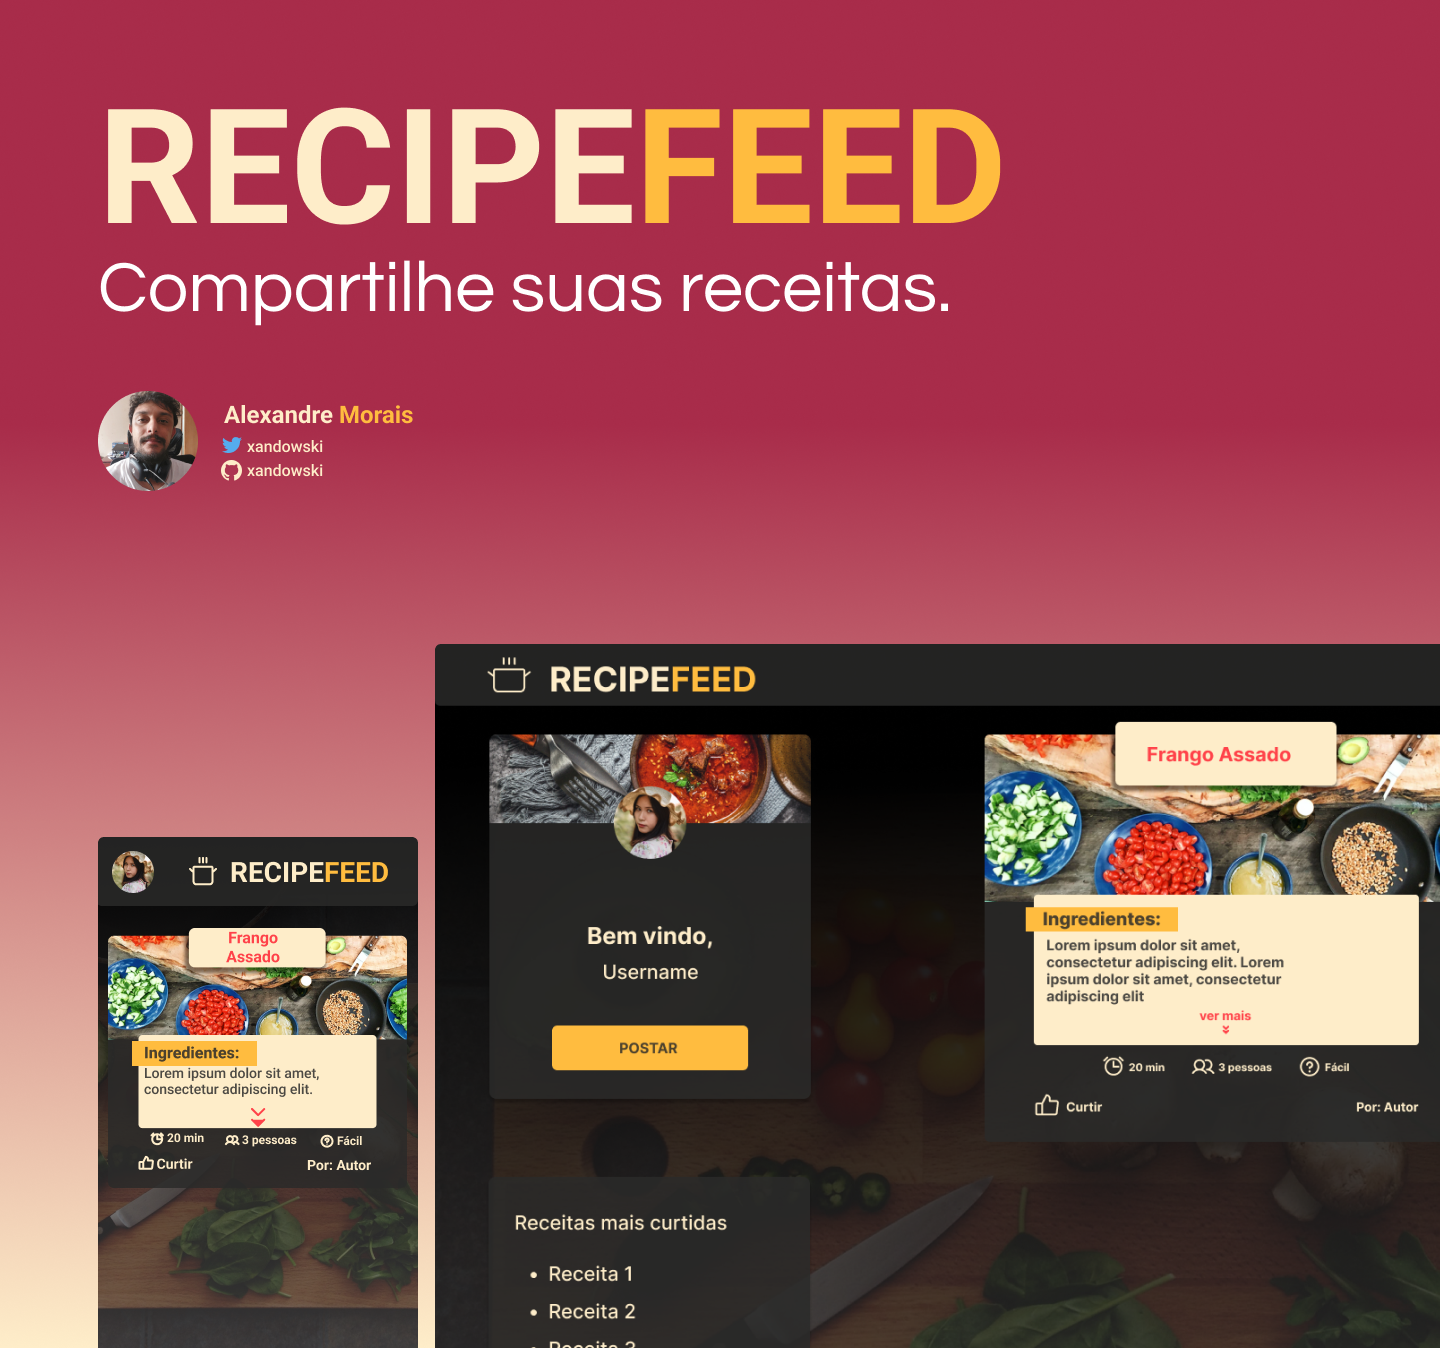 RECIPEFEED
Compartilhe suas receitas.
Alexandre Morais
xandowski
xandowski
RECIPEFEED
Frango
Assado
Ingredientes:
Lorem ipsum dolor sit amet,
consectetur adipiscing elit.
20 min 3 pessoas Fácil
Curtir Por: Autor
RECIPEFEED
Bem vindo,
Username
POSTAR
Receitas mais curtidas
• Receita 1
• Receita 2
Frango Assado
Ingredientes:
Lorem ipsum dolor sit amet,
consectetur adipiscing elit. Lorem
ipsum dolor sit amet, consectetur
adipiscing elit
ver mais
20 min 3 pessoas Fácil
Curtir Por: Autor